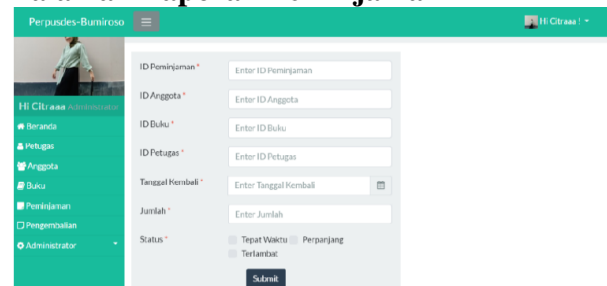 Perpusdes-Bumiroso
Hi Citraaa !
Hi Citraaa Administrator
Beranda
Petugas
Anggota
Buku
Peminjaman
Pengembalian
Administrator
ID Peminjaman *
Enter ID Peminjaman
ID Anggota *
Enter ID Anggota
ID Buku *
Enter ID Buku
ID Petugas *
Enter ID Petugas
Tanggal Kembali *
Enter Tanggal Kembali
Jumlah *
Enter Jumlah
Status *
Tepat Waktu Perpanjang
Terlambat
Submit